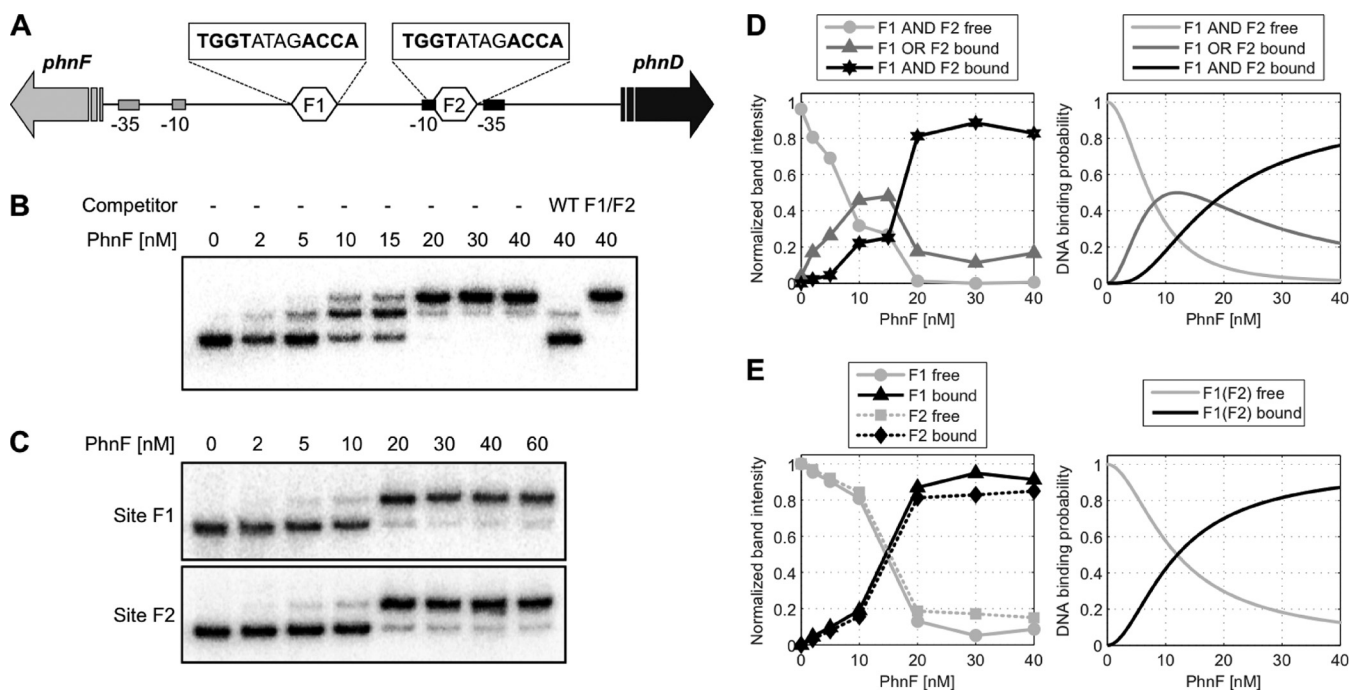 A
TGGTATAGACCA TGGTATAGACCA
phnF phnD
F1 F2
-35 -10 -10 -35
B
Competitor - - - - - - - - WT F1/F2
PhnF [nM] 0 2 5 10 15 20 30 40 40 40
C
PhnF [nM] 0 2 5 10 20 30 40 60
Site F1
Site F2
D
F1 AND F2 free
F1 OR F2 bound
F1 AND F2 bound
Normalized band intensity
1
0.8
0.6
0.4
0.2
0
0 10 20 30 40
PhnF [nM]
F1 AND F2 free
F1 OR F2 bound
F1 AND F2 bound
DNA binding probability
1
0.8
0.6
0.4
0.2
0
0 10 20 30 40
PhnF [nM]
E
F1 free
F1 bound
F2 free
F2 bound
Normalized band intensity
1
0.8
0.6
0.4
0.2
0
0 10 20 30 40
PhnF [nM]
F1(F2) free
F1(F2) bound
DNA binding probability
1
0.8
0.6
0.4
0.2
0
0 10 20 30 40
PhnF [nM]